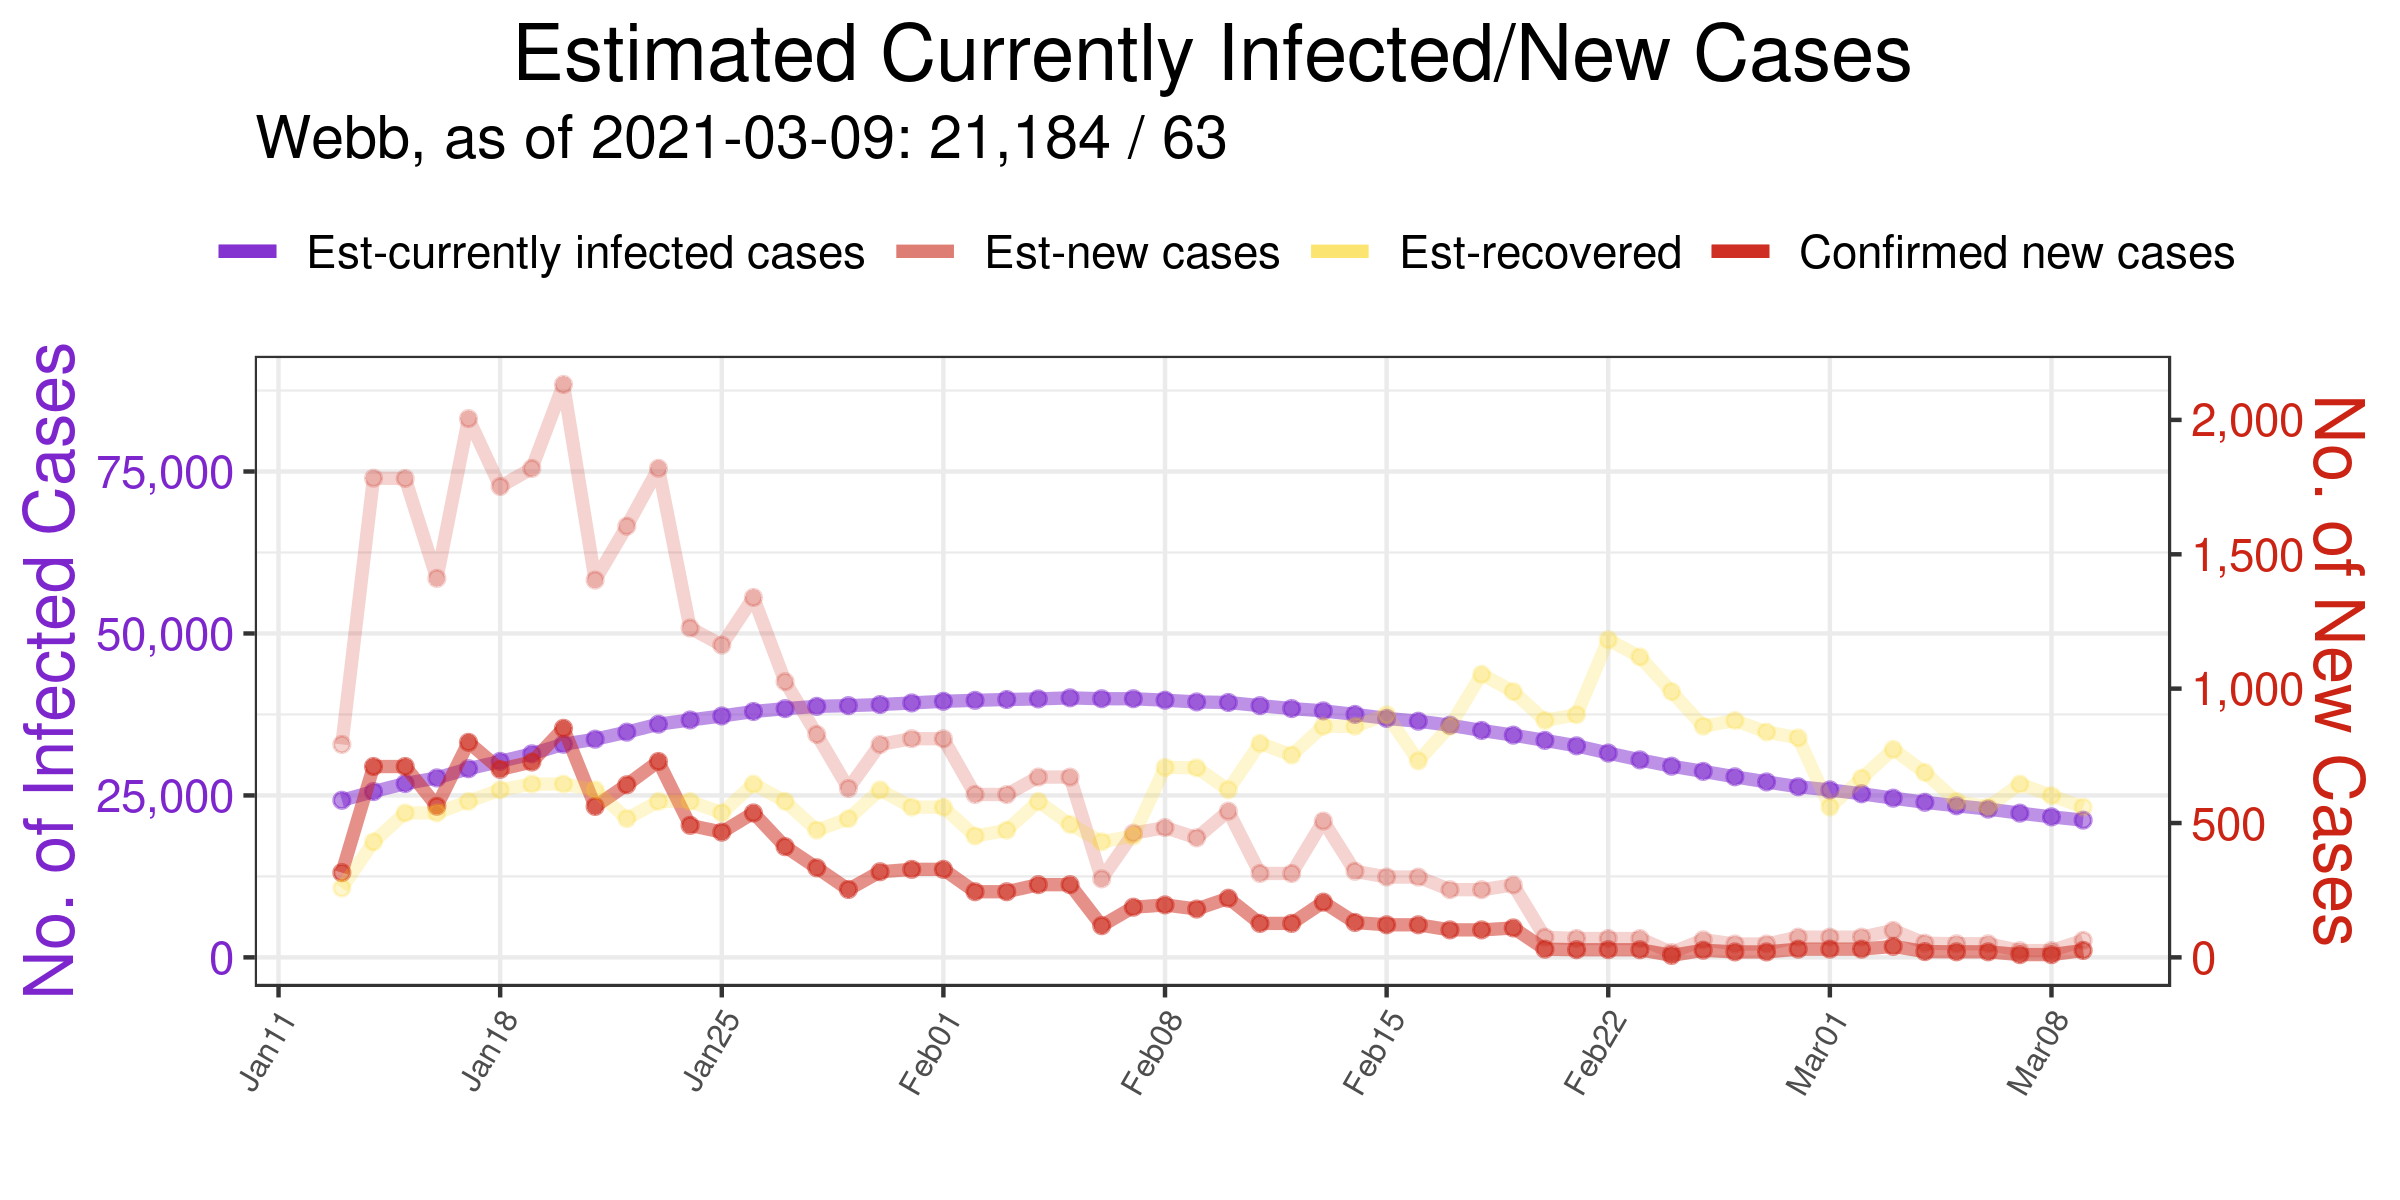 Estimated Currently Infected/New Cases
Webb, as of 2021-03-09: 21,184 / 63
Est-currently infected cases Est-new cases Est-recovered Confirmed new cases
No. of Infected Cases
75,000
50,000
25,000
0
2,000
1,500
1,000
500
0
No. of New Cases
Jan11 Jan18 Jan25 Feb01 Feb08 Feb15 Feb22 Mar01 Mar08